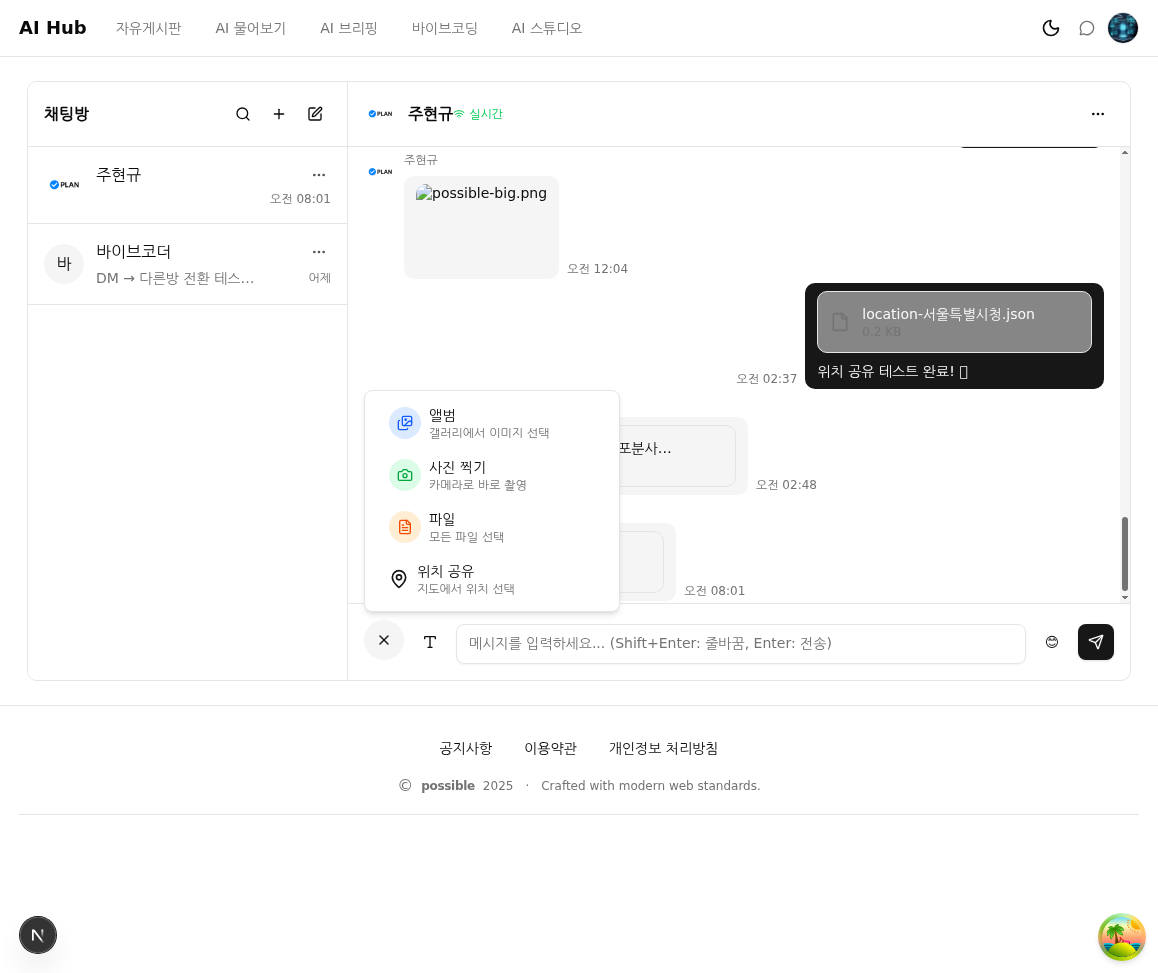 AI Hub 자유게시판 AI 물어보기 AI 브리핑 바이브코딩 AI 스튜디오
채팅방
PLAN 주현규 실시간
PLAN 주현규
오전 08:01
바 바이브코더
DM → 다른방 전환 테스...
어제
주현규
PLAN
possible-big.png
오전 12:04
location-서울특별시청.json
0.2 KB
위치 공유 테스트 완료!
오전 02:37
포분사...
오전 02:48
오전 08:01
앨범
갤러리에서 이미지 선택
사진 찍기
카메라로 바로 촬영
파일
모든 파일 선택
위치 공유
지도에서 위치 선택
T 메시지를 입력하세요... (Shift+Enter: 줄바꿈, Enter: 전송)
공지사항 이용약관 개인정보 처리방침
© possible 2025 · Crafted with modern web standards.
N